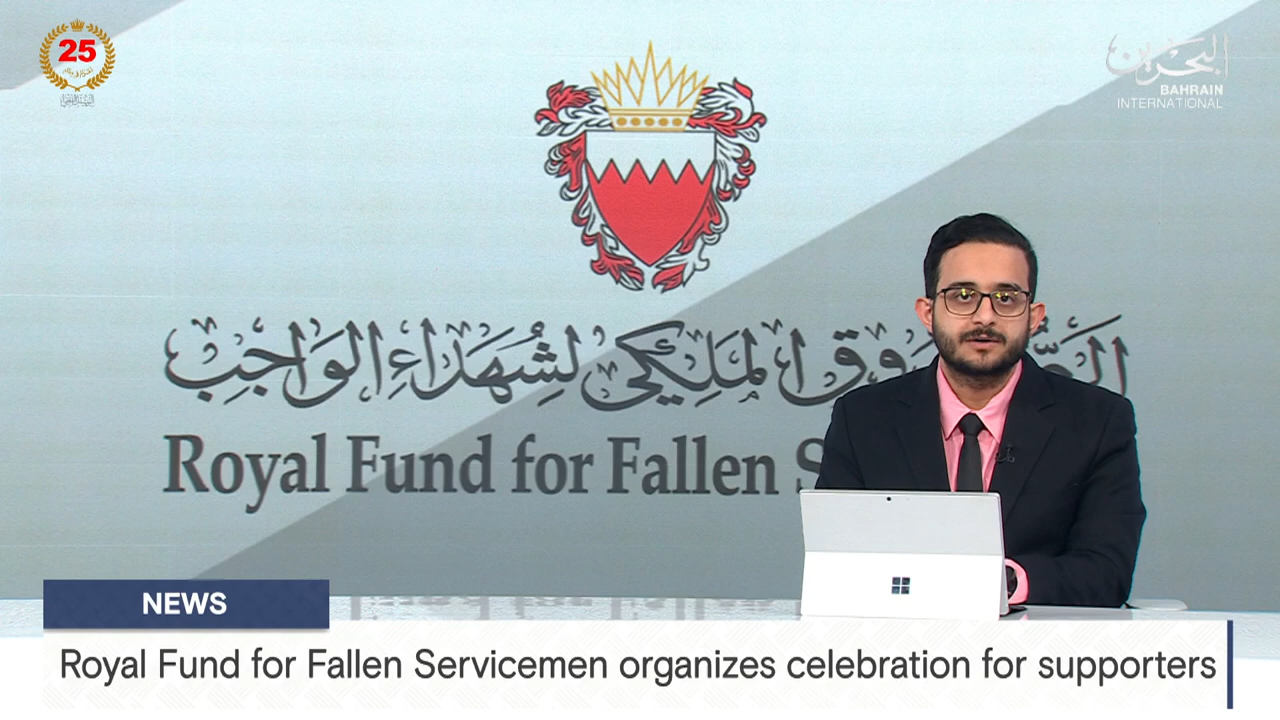 25
البحرين
BAHRAIN
INTERNATIONAL
لشهداء الواجب
الملكي
Royal Fund for Fallen S
NEWS
Royal Fund for Fallen Servicemen organizes celebration for supporters